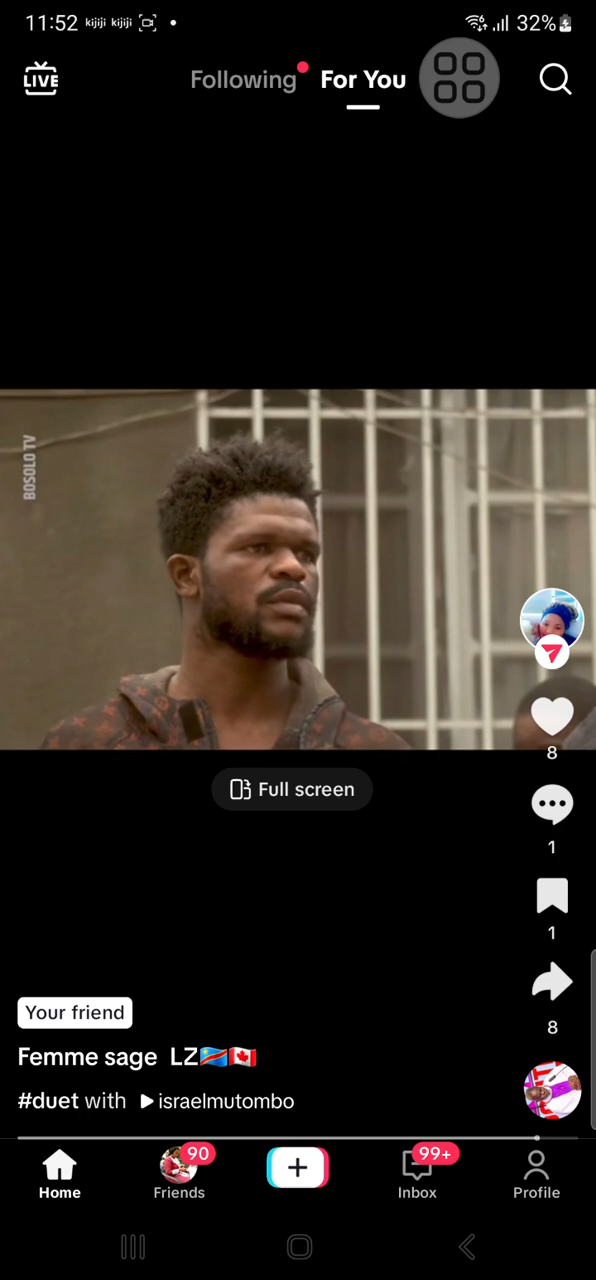 11:52 kijiji kijiji 32%
LIVE
Following For You
BOSOLO TV
8
Full screen
1
1
8
Your friend
Femme sage LZ🇨🇩🇨🇦
#duet with ▶israelmutombo
90 99+
Home Friends Inbox Profile